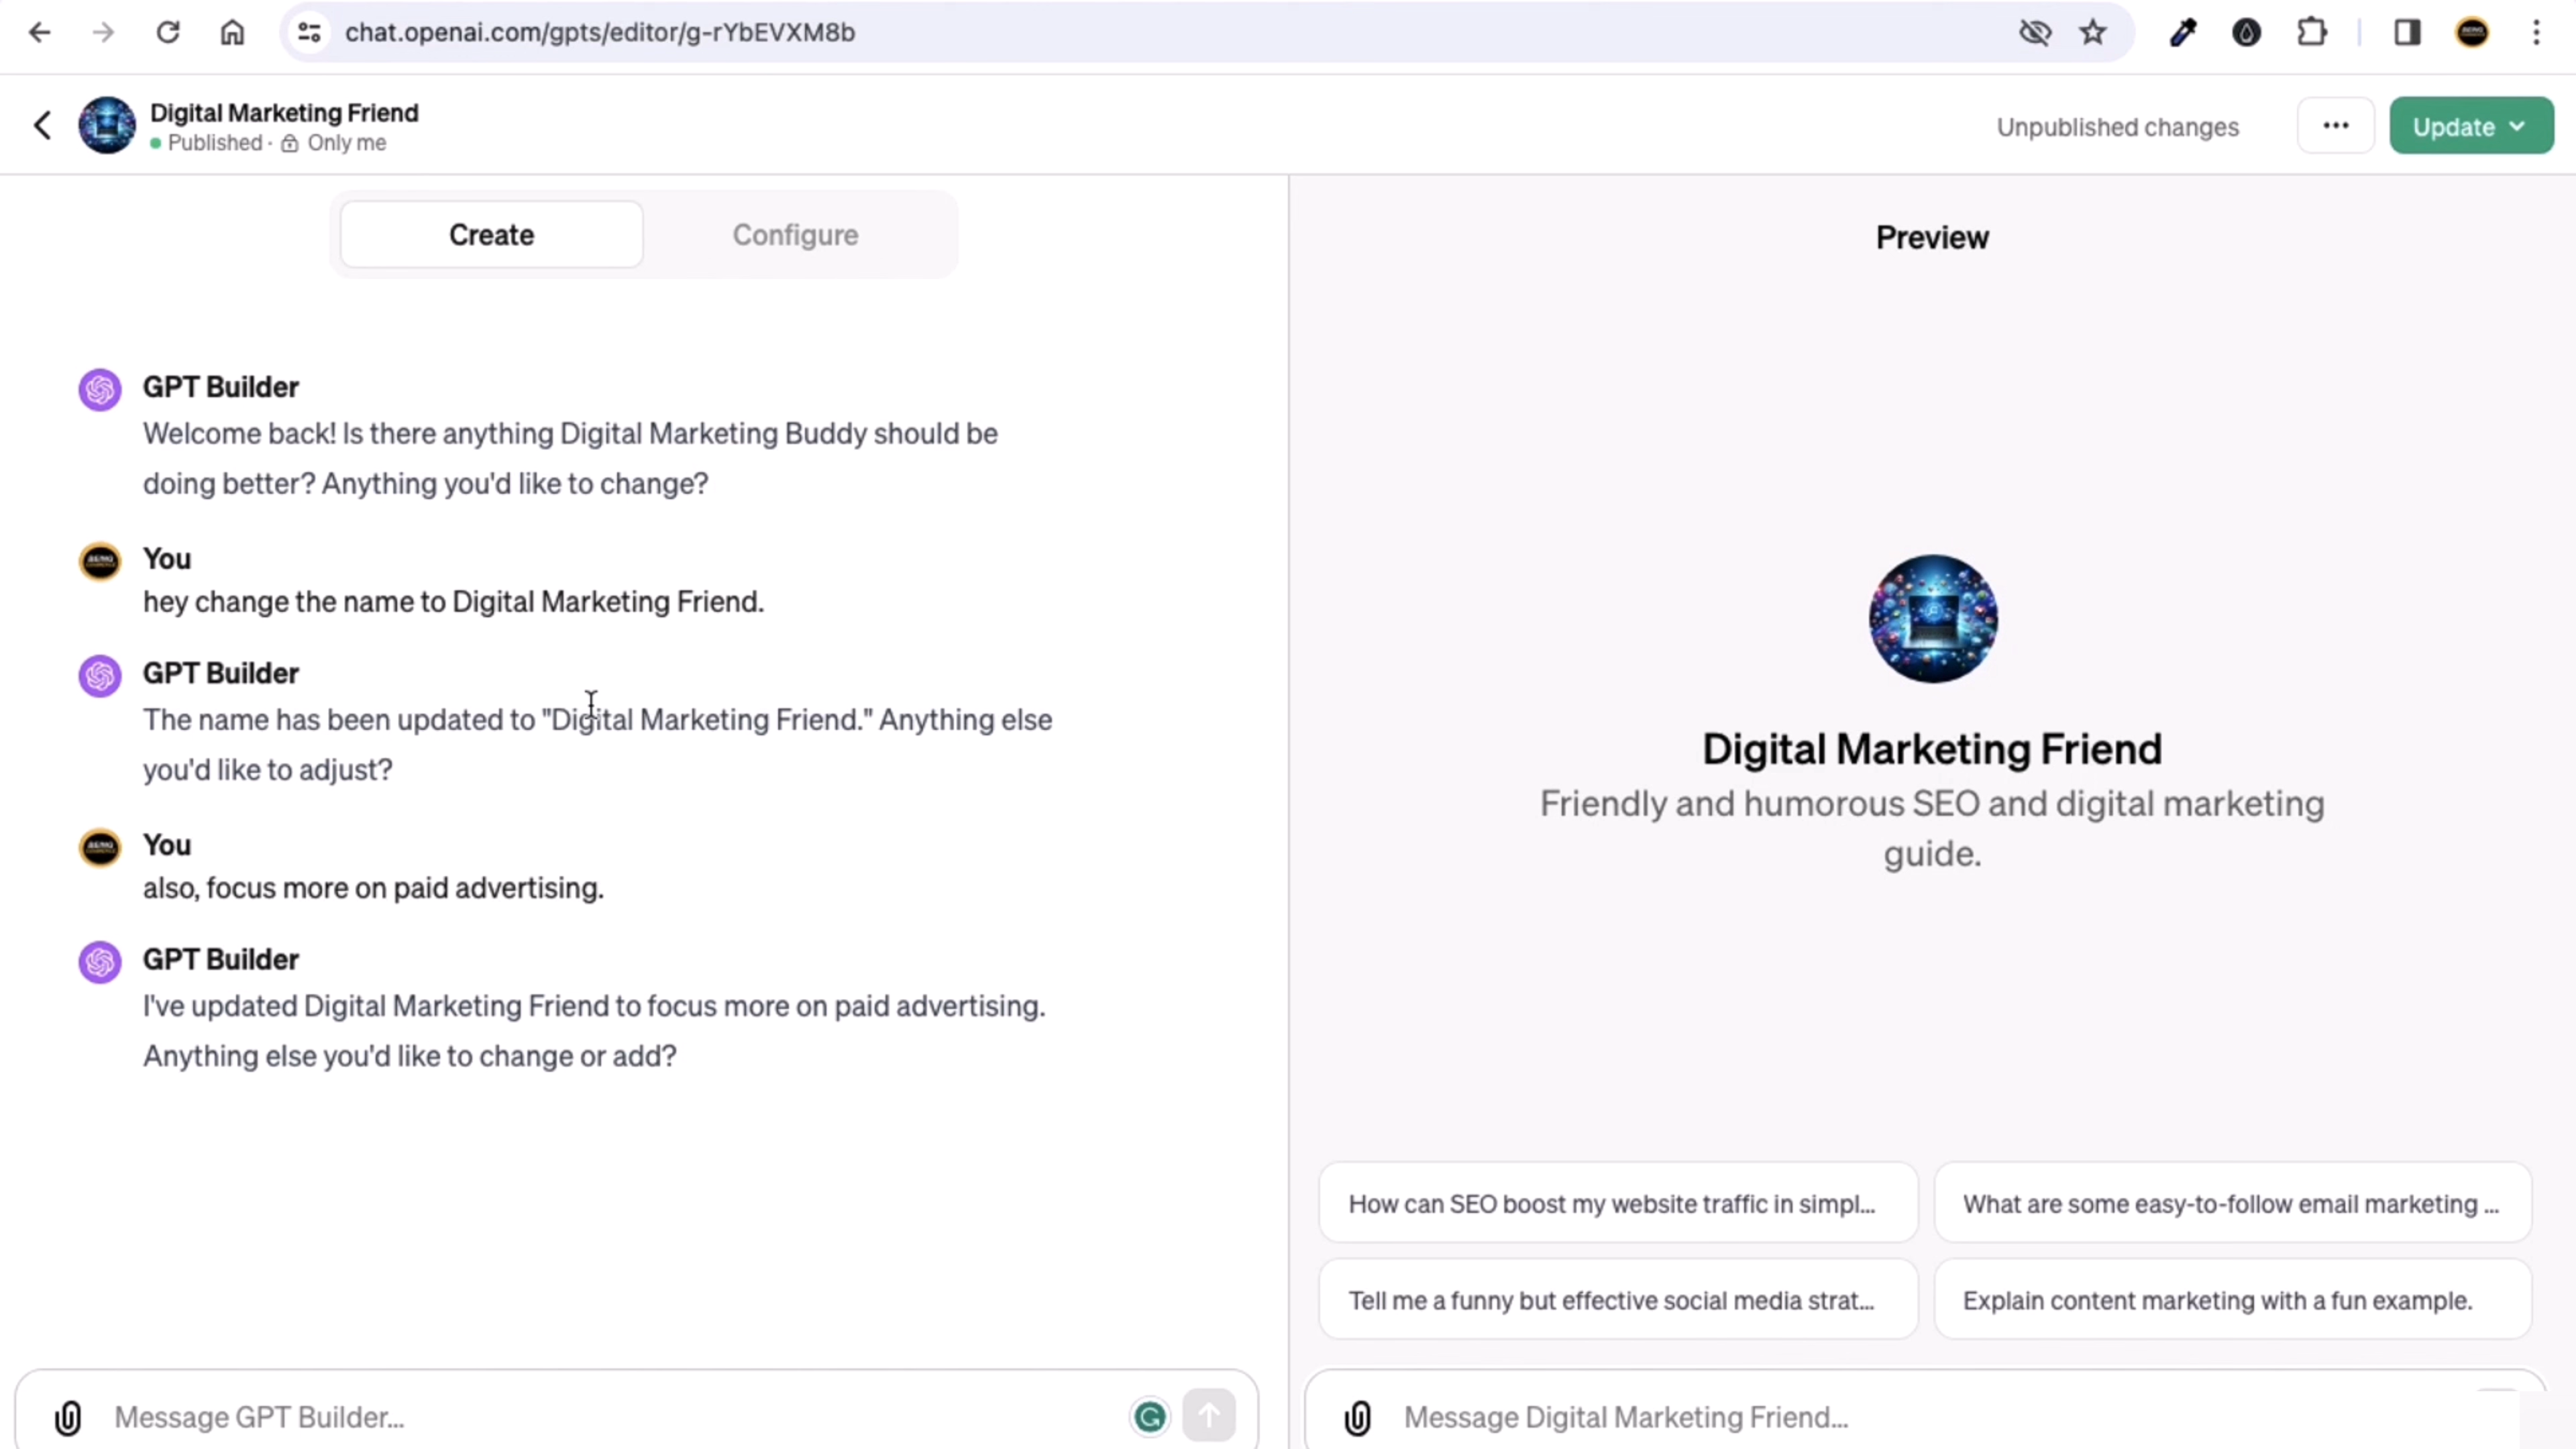 chat.openai.com/gpts/editor/g-rYbEVXM8b
Digital Marketing Friend
Published · Only me
Unpublished changes
...
Update
Create
Configure
Preview
GPT Builder
Welcome back! Is there anything Digital Marketing Buddy should be
doing better? Anything you'd like to change?
You
hey change the name to Digital Marketing Friend.
GPT Builder
The name has been updated to "Digital Marketing Friend." Anything else
you'd like to adjust?
You
also, focus more on paid advertising.
GPT Builder
I've updated Digital Marketing Friend to focus more on paid advertising.
Anything else you'd like to change or add?
Digital Marketing Friend
Friendly and humorous SEO and digital marketing
guide.
How can SEO boost my website traffic in simpl...
What are some easy-to-follow email marketing ...
Tell me a funny but effective social media strat...
Explain content marketing with a fun example.
Message GPT Builder...
Message Digital Marketing Friend...